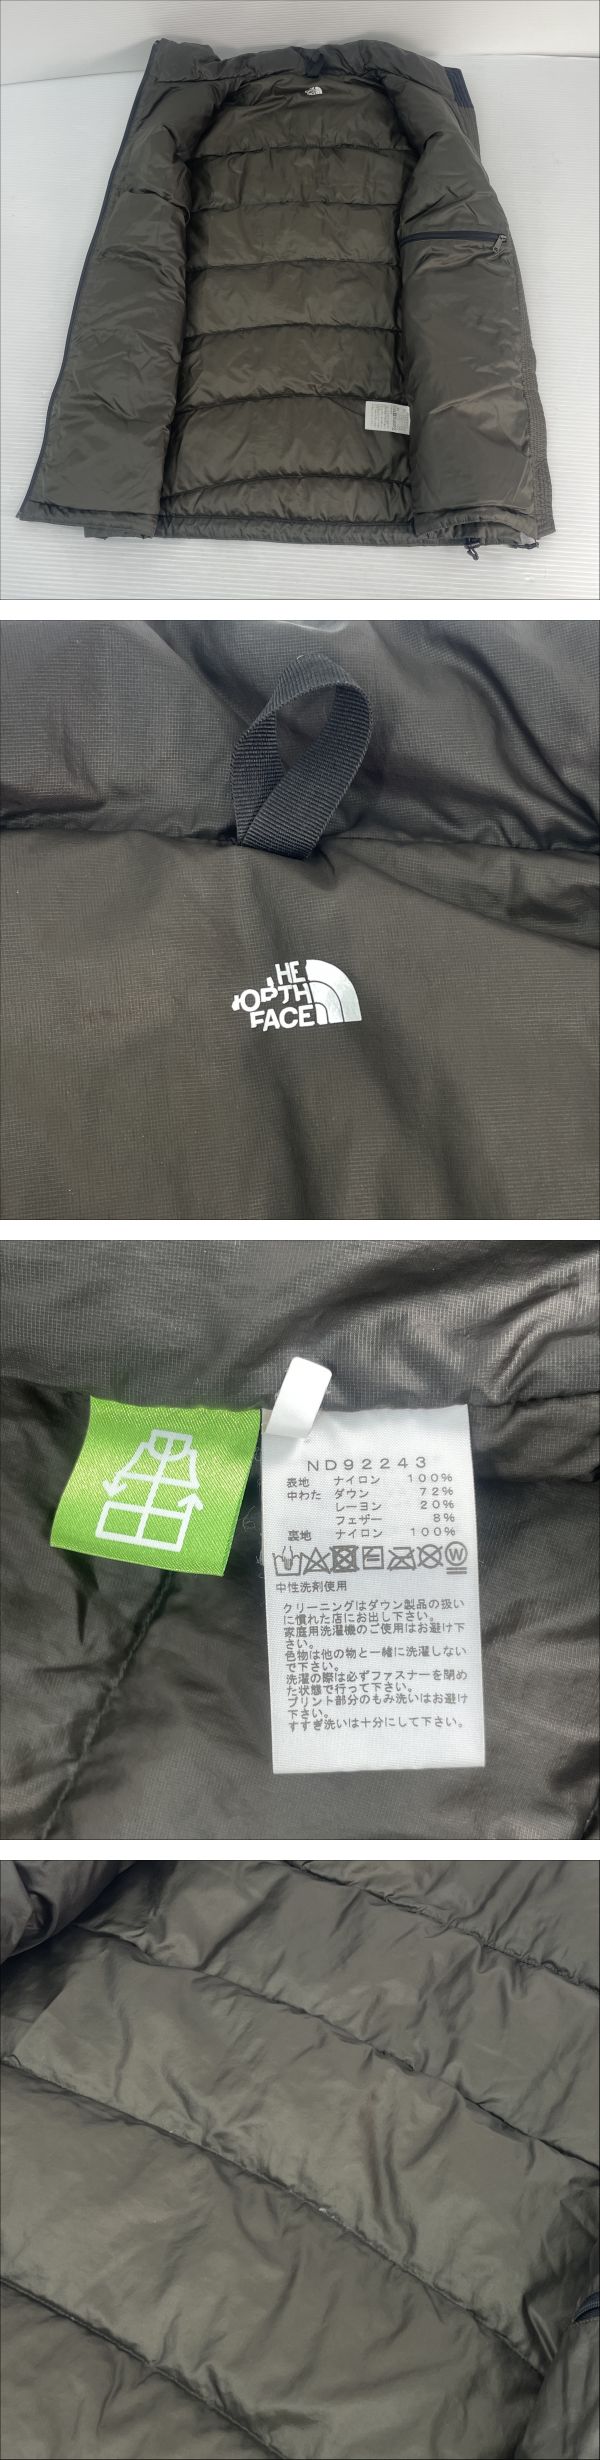 THE
NORTH
FACE
ND92243
表地 ナイロン 100%
中わた ダウン 72%
レーヨン 20%
フェザー 8%
裏地 ナイロン 100%
W
中性洗剤使用
クリーニングはダウン製品の扱い
に慣れた店にお出し下さい。
家庭用洗濯機のご使用はお避け下
さい。
色物は他の物と一緒に洗濯しない
で下さい。
洗濯の際は必ずファスナーを閉め
た状態で行って下さい。
プリント部分のもみ洗いはお避け
下さい。
すすぎ洗いは十分にして下さい。